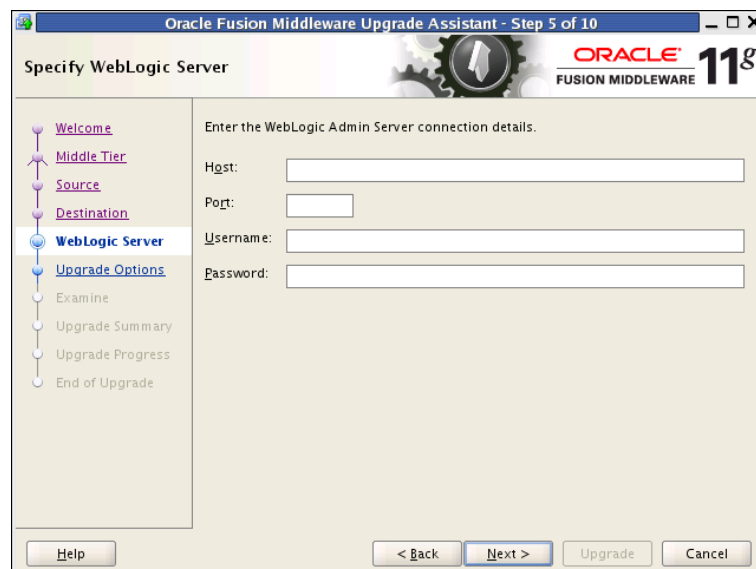 Oracle Fusion Middleware Upgrade Assistant - Step 5 of 10
Specify WebLogic Server
ORACLE
FUSION MIDDLEWARE
11g
Welcome
Middle Tier
Source
Destination
WebLogic Server
Upgrade Options
Examine
Upgrade Summary
Upgrade Progress
End of Upgrade
Enter the WebLogic Admin Server connection details.
Host:
Port:
Username:
Password:
Help
< Back
Next >
Upgrade
Cancel